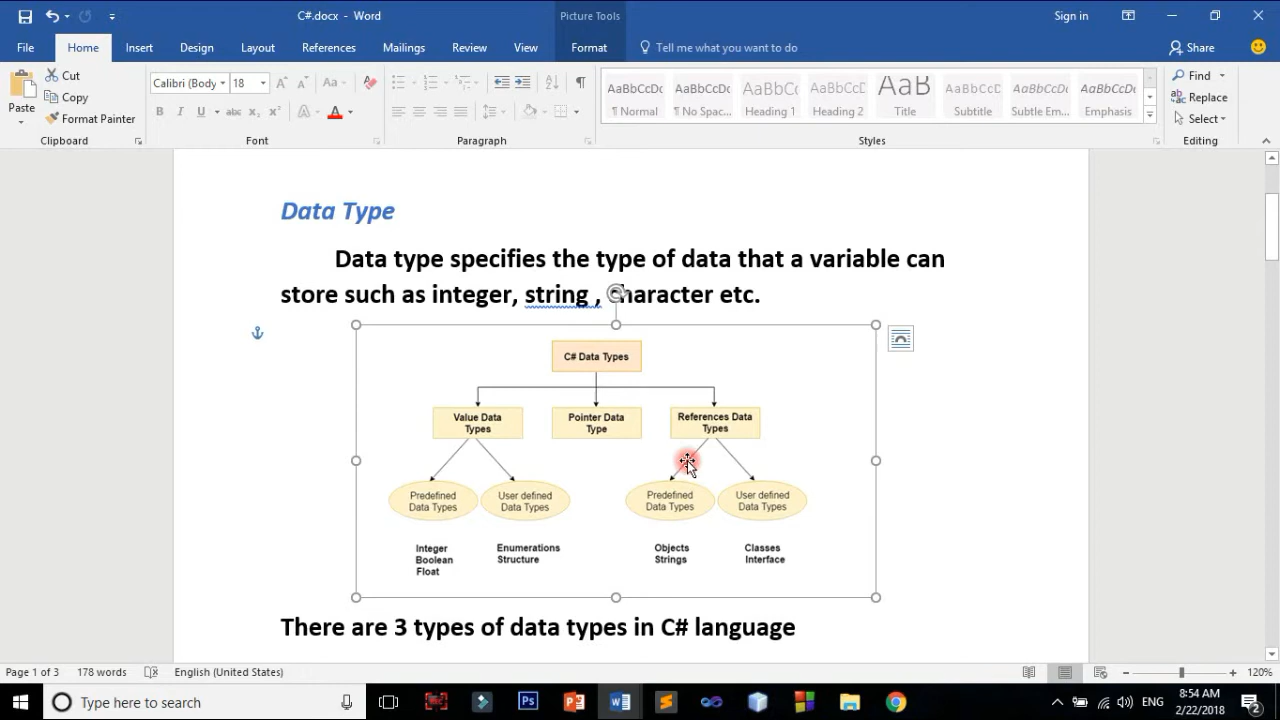 C#.docx - Word
Picture Tools
Sign in
File
Home
Insert
Design
Layout
References
Mailings
Review
View
Format
Tell me what you want to do
Share
Paste
Cut
Copy
Format Painter
Clipboard
Calibri (Body
18
Font
Paragraph
AaBbCcDc
¶ Normal
AaBbCcDc
¶ No Spac...
AaBbCc
Heading 1
AaBbCcC
Heading 2
AaB
Title
AaBbCcD
Subtitle
AaBbCcDc
Subtle Em...
AaBbCcDc
Emphasis
Styles
Find
Replace
Select
Editing
Data Type
Data type specifies the type of data that a variable can
store such as integer, string , character etc.
C# Data Types
Value Data
Types
Pointer Data
Type
References Data
Types
Predefined
Data Types
User defined
Data Types
Predefined
Data Types
User defined
Data Types
Integer
Boolean
Float
Enumerations
Structure
Objects
Strings
Classes
Interface
There are 3 types of data types in C# language
Page 1 of 3
178 words
English (United States)
120%
Type here to search
ENG
8:54 AM
2/22/2018
2